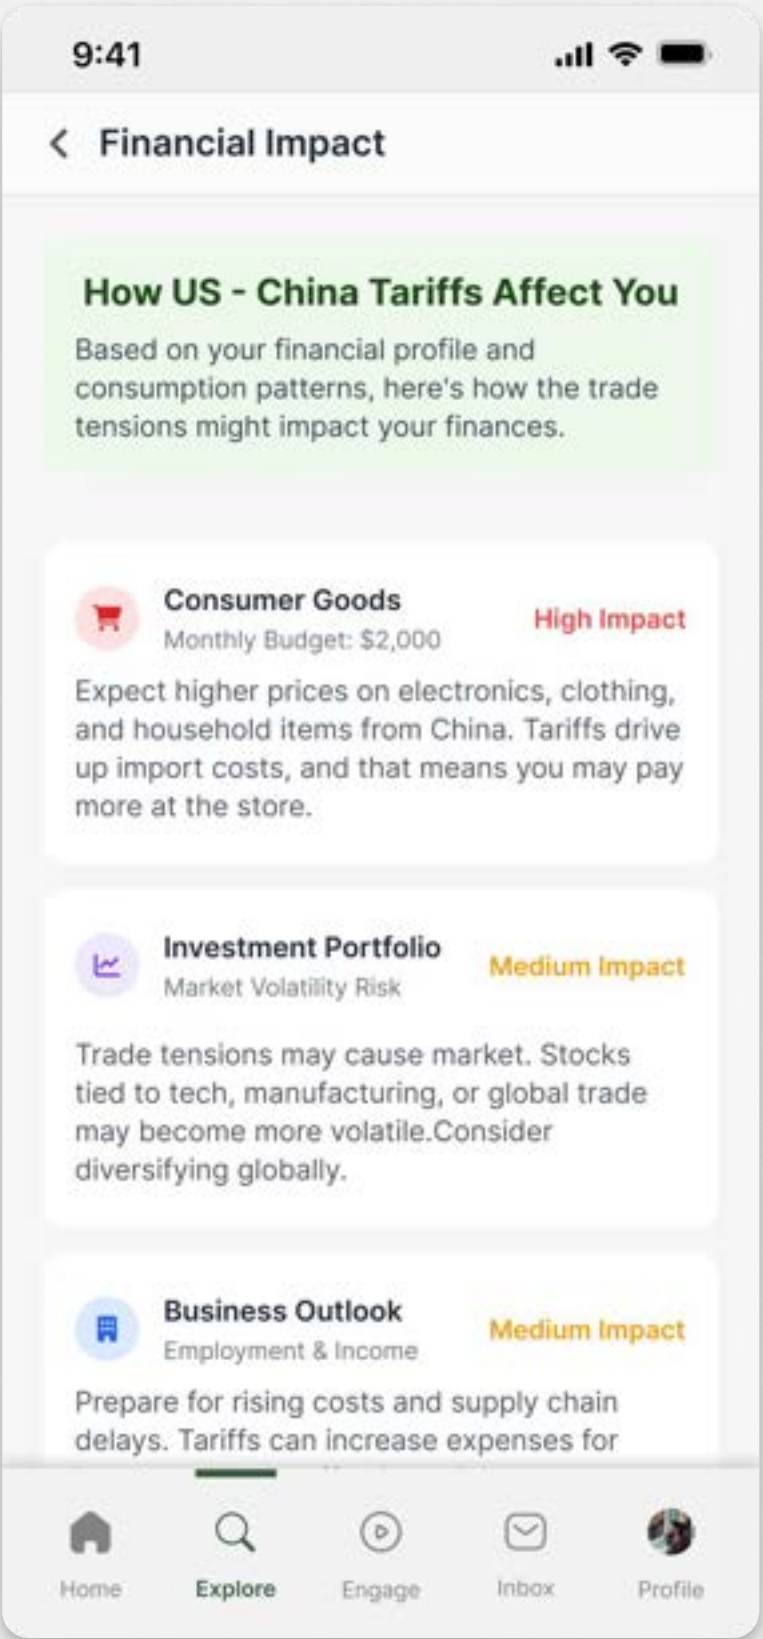 9:41
Financial Impact
How US - China Tariffs Affect You
Based on your financial profile and
consumption patterns, here's how the trade
tensions might impact your finances.
Consumer Goods
Monthly Budget: $2,000
High Impact
Expect higher prices on electronics, clothing,
and household items from China. Tariffs drive
up import costs, and that means you may pay
more at the store.
Investment Portfolio
Market Volatility Risk
Medium Impact
Trade tensions may cause market. Stocks
tied to tech, manufacturing, or global trade
may become more volatile.Consider
diversifying globally.
Business Outlook
Employment & Income
Medium Impact
Prepare for rising costs and supply chain
delays. Tariffs can increase expenses for
Home
Explore
Engage
Inbox
Profile